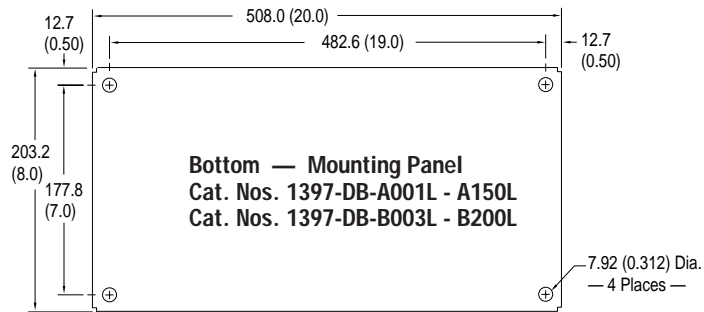 508.0 (20.0)
12.7
(0.50)
482.6 (19.0)
12.7
(0.50)
203.2
(8.0)
177.8
(7.0)
Bottom — Mounting Panel
Cat. Nos. 1397-DB-A001L - A150L
Cat. Nos. 1397-DB-B003L - B200L
7.92 (0.312) Dia.
— 4 Places —